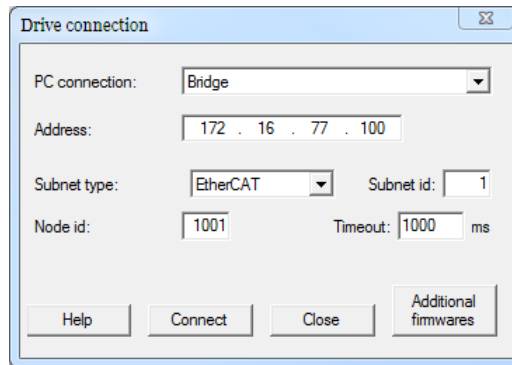 Drive connection
PC connection: Bridge
Address: 172 . 16 . 77 . 100
Subnet type: EtherCAT Subnet id: 1
Node id: 1001 Timeout: 1000 ms
Help Connect Close Additional firmwares